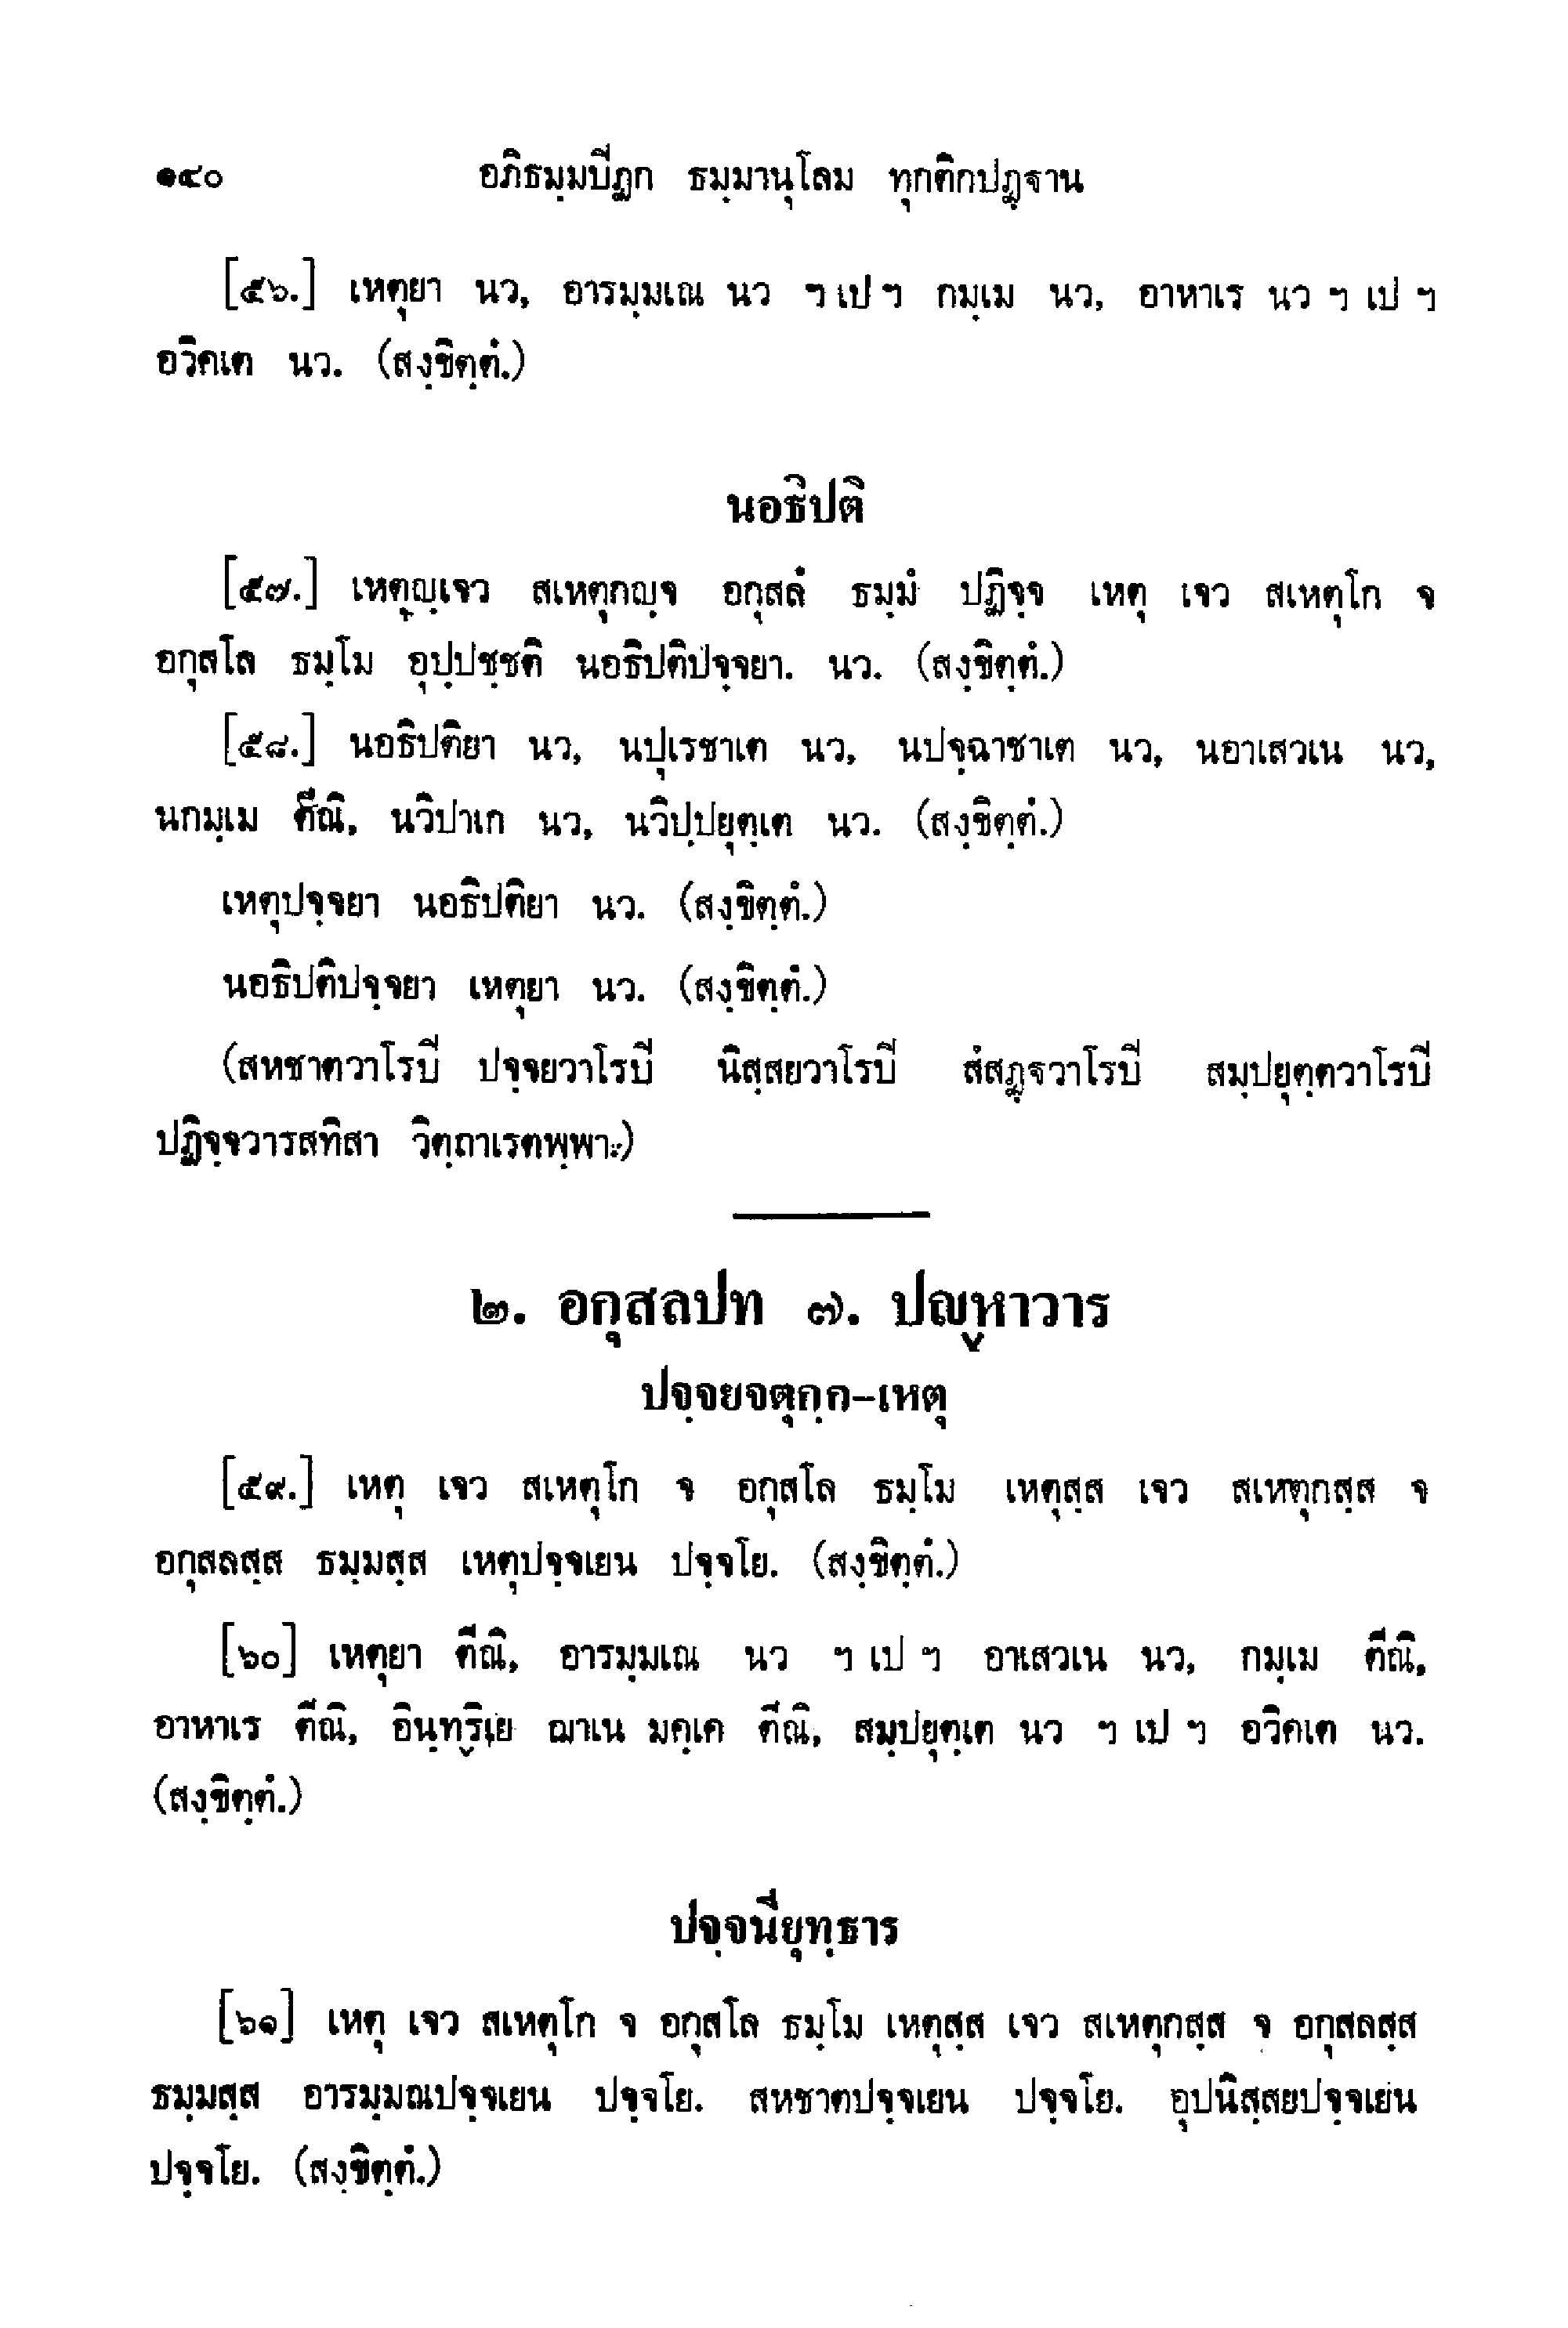 ๑๔๐ อภิธมฺมปิฏก ธมฺมานุโลม ทุกติกปฏฺฐาน
[๕๖.] เหตุยา นว, อารมฺมเณ นว ฯ เป ฯ กมฺเม นว, อาหาเร นว ฯ เป ฯ
อวิคเต นว. (สงฺขิตฺตํ.)
นอธิปติ
[๕๗.] เหตุญฺเจว สเหตุกญฺจ อกุสลํ ธมฺมํ ปฏิจฺจ เหตุ เจว สเหตุโก จ
อกุสโล ธมฺโม อุปฺปชฺชติ นอธิปติปจฺจยา. นว. (สงฺขิตฺตํ.)
[๕๘.] นอธิปติยา นว, นปุเรชาเต นว, นปจฺฉาชาเต นว, นอาเสวเน นว,
นกมฺเม ตีณิ, นวิปาเก นว, นวิปฺปยุตฺเต นว. (สงฺขิตฺตํ.)
เหตุปจฺจยา นอธิปติยา นว. (สงฺขิตฺตํ.)
นอธิปติปจฺจยา เหตุยา นว. (สงฺขิตฺตํ.)
(สหชาตวาโรปิ ปจฺจยวาโรปิ นิสฺสยวาโรปิ สํสฏฺฐวาโรปิ สมฺปยุตฺตวาโรปิ
ปฏิจฺจวารสทิสา วิตฺถาเรตพฺพา.)
๒. อกุสลปท ๗. ปญฺหาวาร
ปจฺจยจตุกฺก-เหตุ
[๕๙.] เหตุ เจว สเหตุโก จ อกุสโล ธมฺโม เหตุสฺส เจว สเหตุกสฺส จ
อกุสลสฺส ธมฺมสฺส เหตุปจฺจเยน ปจฺจโย. (สงฺขิตฺตํ.)
[๖๐] เหตุยา ตีณิ, อารมฺมเณ นว ฯ เป ฯ อาเสวเน นว, กมฺเม ตีณิ,
อาหาเร ตีณิ, อินฺทฺริเย ฌาเน มคฺเค ตีณิ, สมฺปยุตฺเต นว ฯ เป ฯ อวิคเต นว.
(สงฺขิตฺตํ.)
ปจฺจนียุทฺธาร
[๖๑] เหตุ เจว สเหตุโก จ อกุสโล ธมฺโม เหตุสฺส เจว สเหตุกสฺส จ อกุสลสฺส
ธมฺมสฺส อารมฺมณปจฺจเยน ปจฺจโย. สหชาตปจฺจเยน ปจฺจโย. อุปนิสฺสยปจฺจเยน
ปจฺจโย. (สงฺขิตฺตํ.)